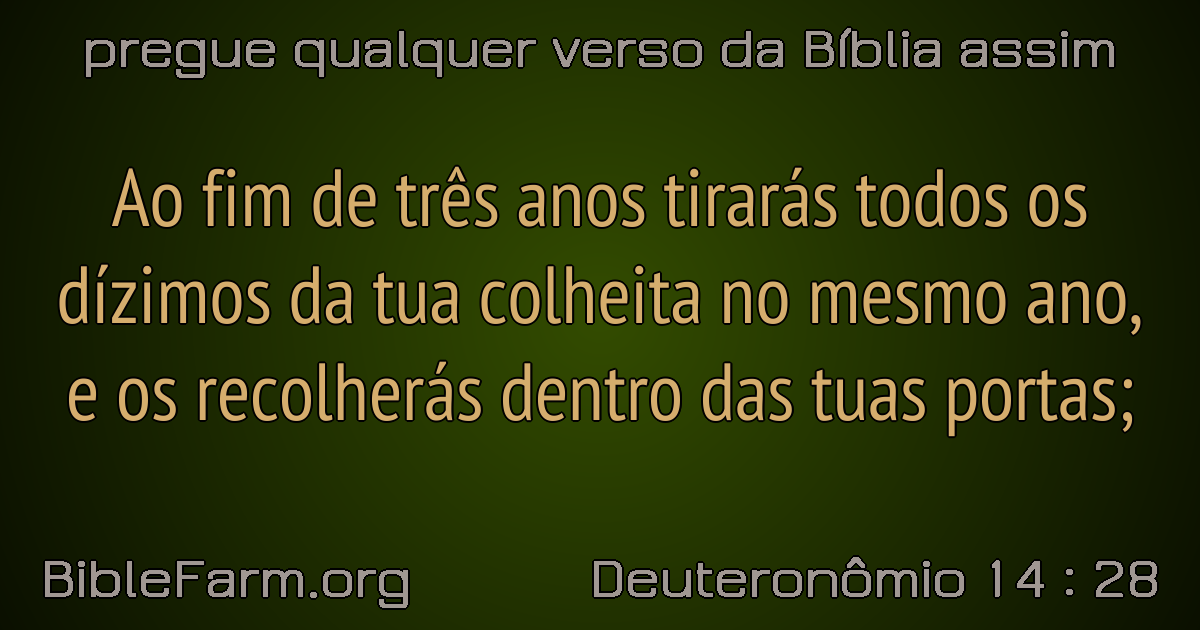 pregue qualquer verso da Bíblia assim
Ao fim de três anos tirarás todos os
dízimos da tua colheita no mesmo ano,
e os recolherás dentro das tuas portas;
BibleFarm.org
Deuteronômio 14 : 28